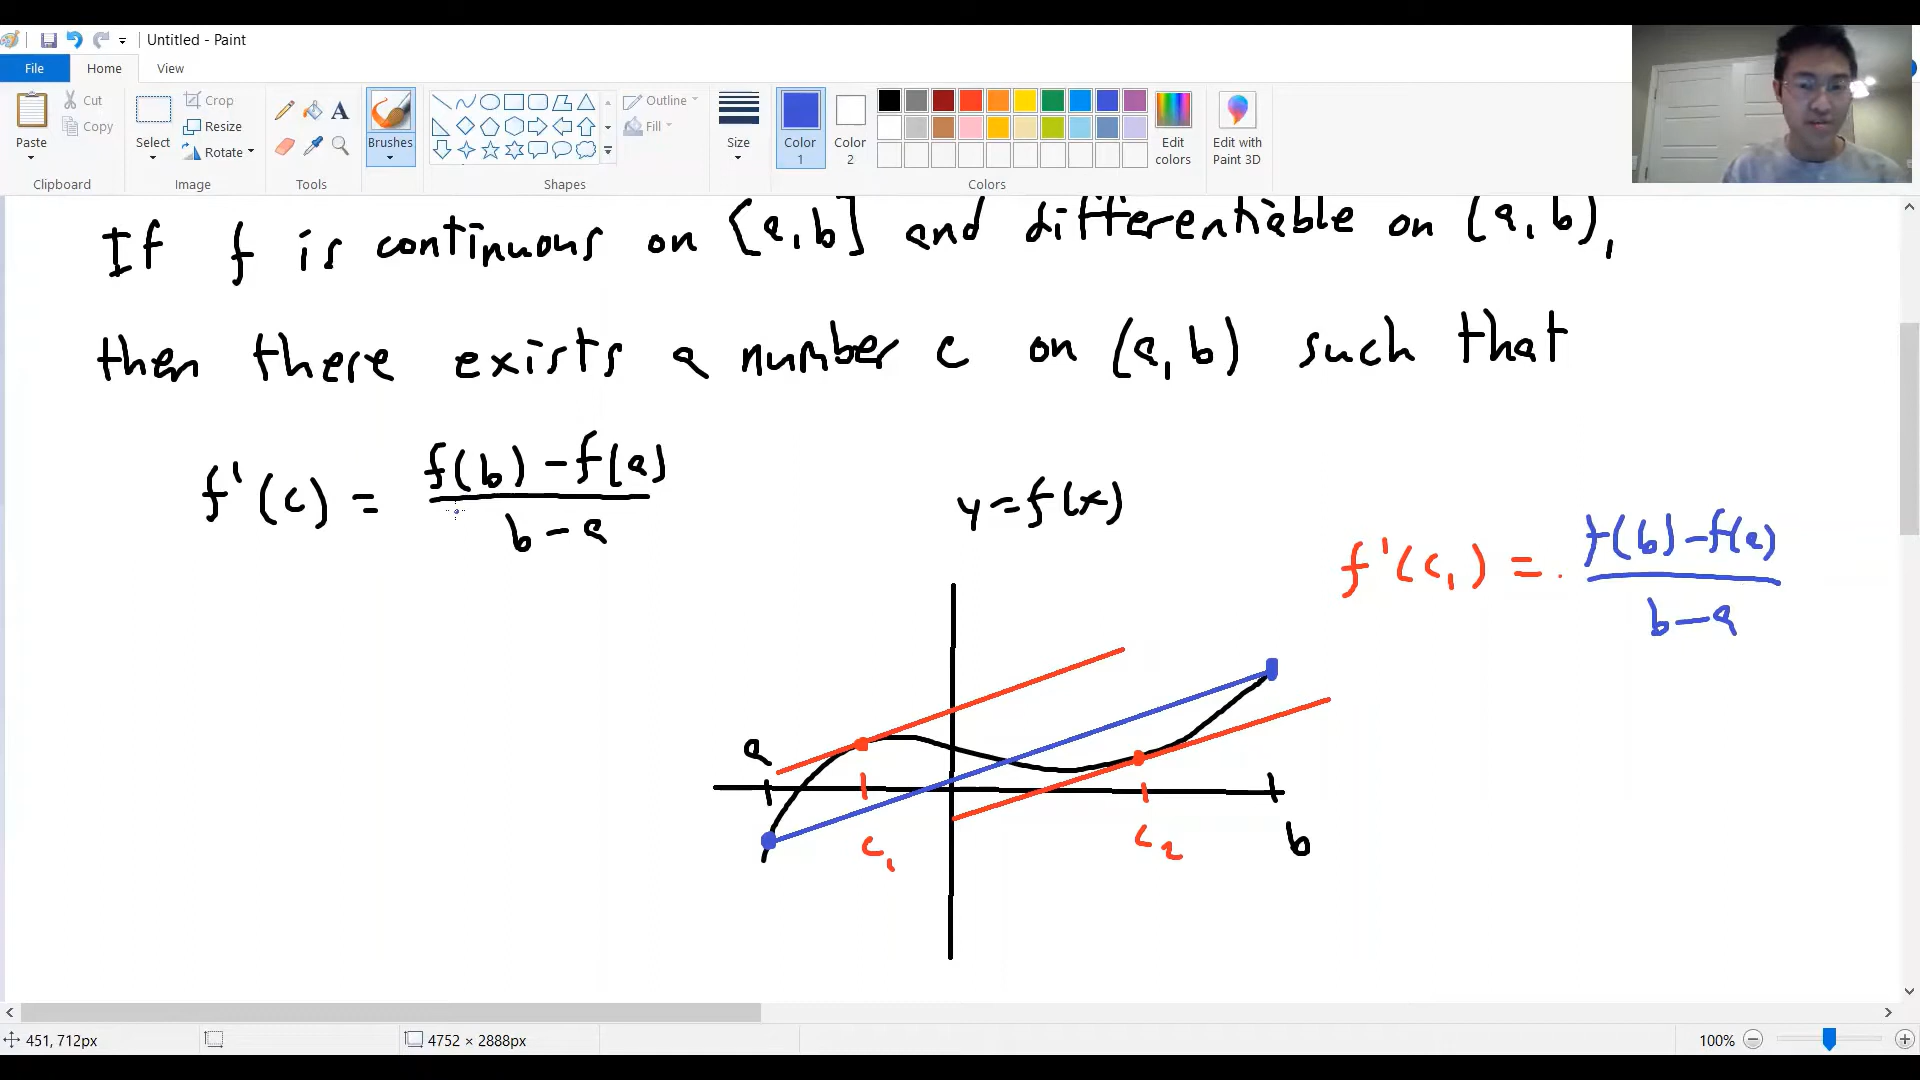 Untitled - Paint
File Home View
Paste Cut Copy Clipboard
Select Crop Resize Rotate Image
Tools
Brushes
Outline Fill Shapes
Size
Color 1 Color 2 Edit colors Colors
Edit with Paint 3D
If f is continuous on [a,b] and differentiable on (a,b),
then there exists a number c on (a,b) such that
f'(c) = f(b)-f(a) / b-a
y=f(x)
f'(c₁) = f(b)-f(a) / b-a
a
c₁
c₂
b
451, 712px
4752 × 2888px
100%